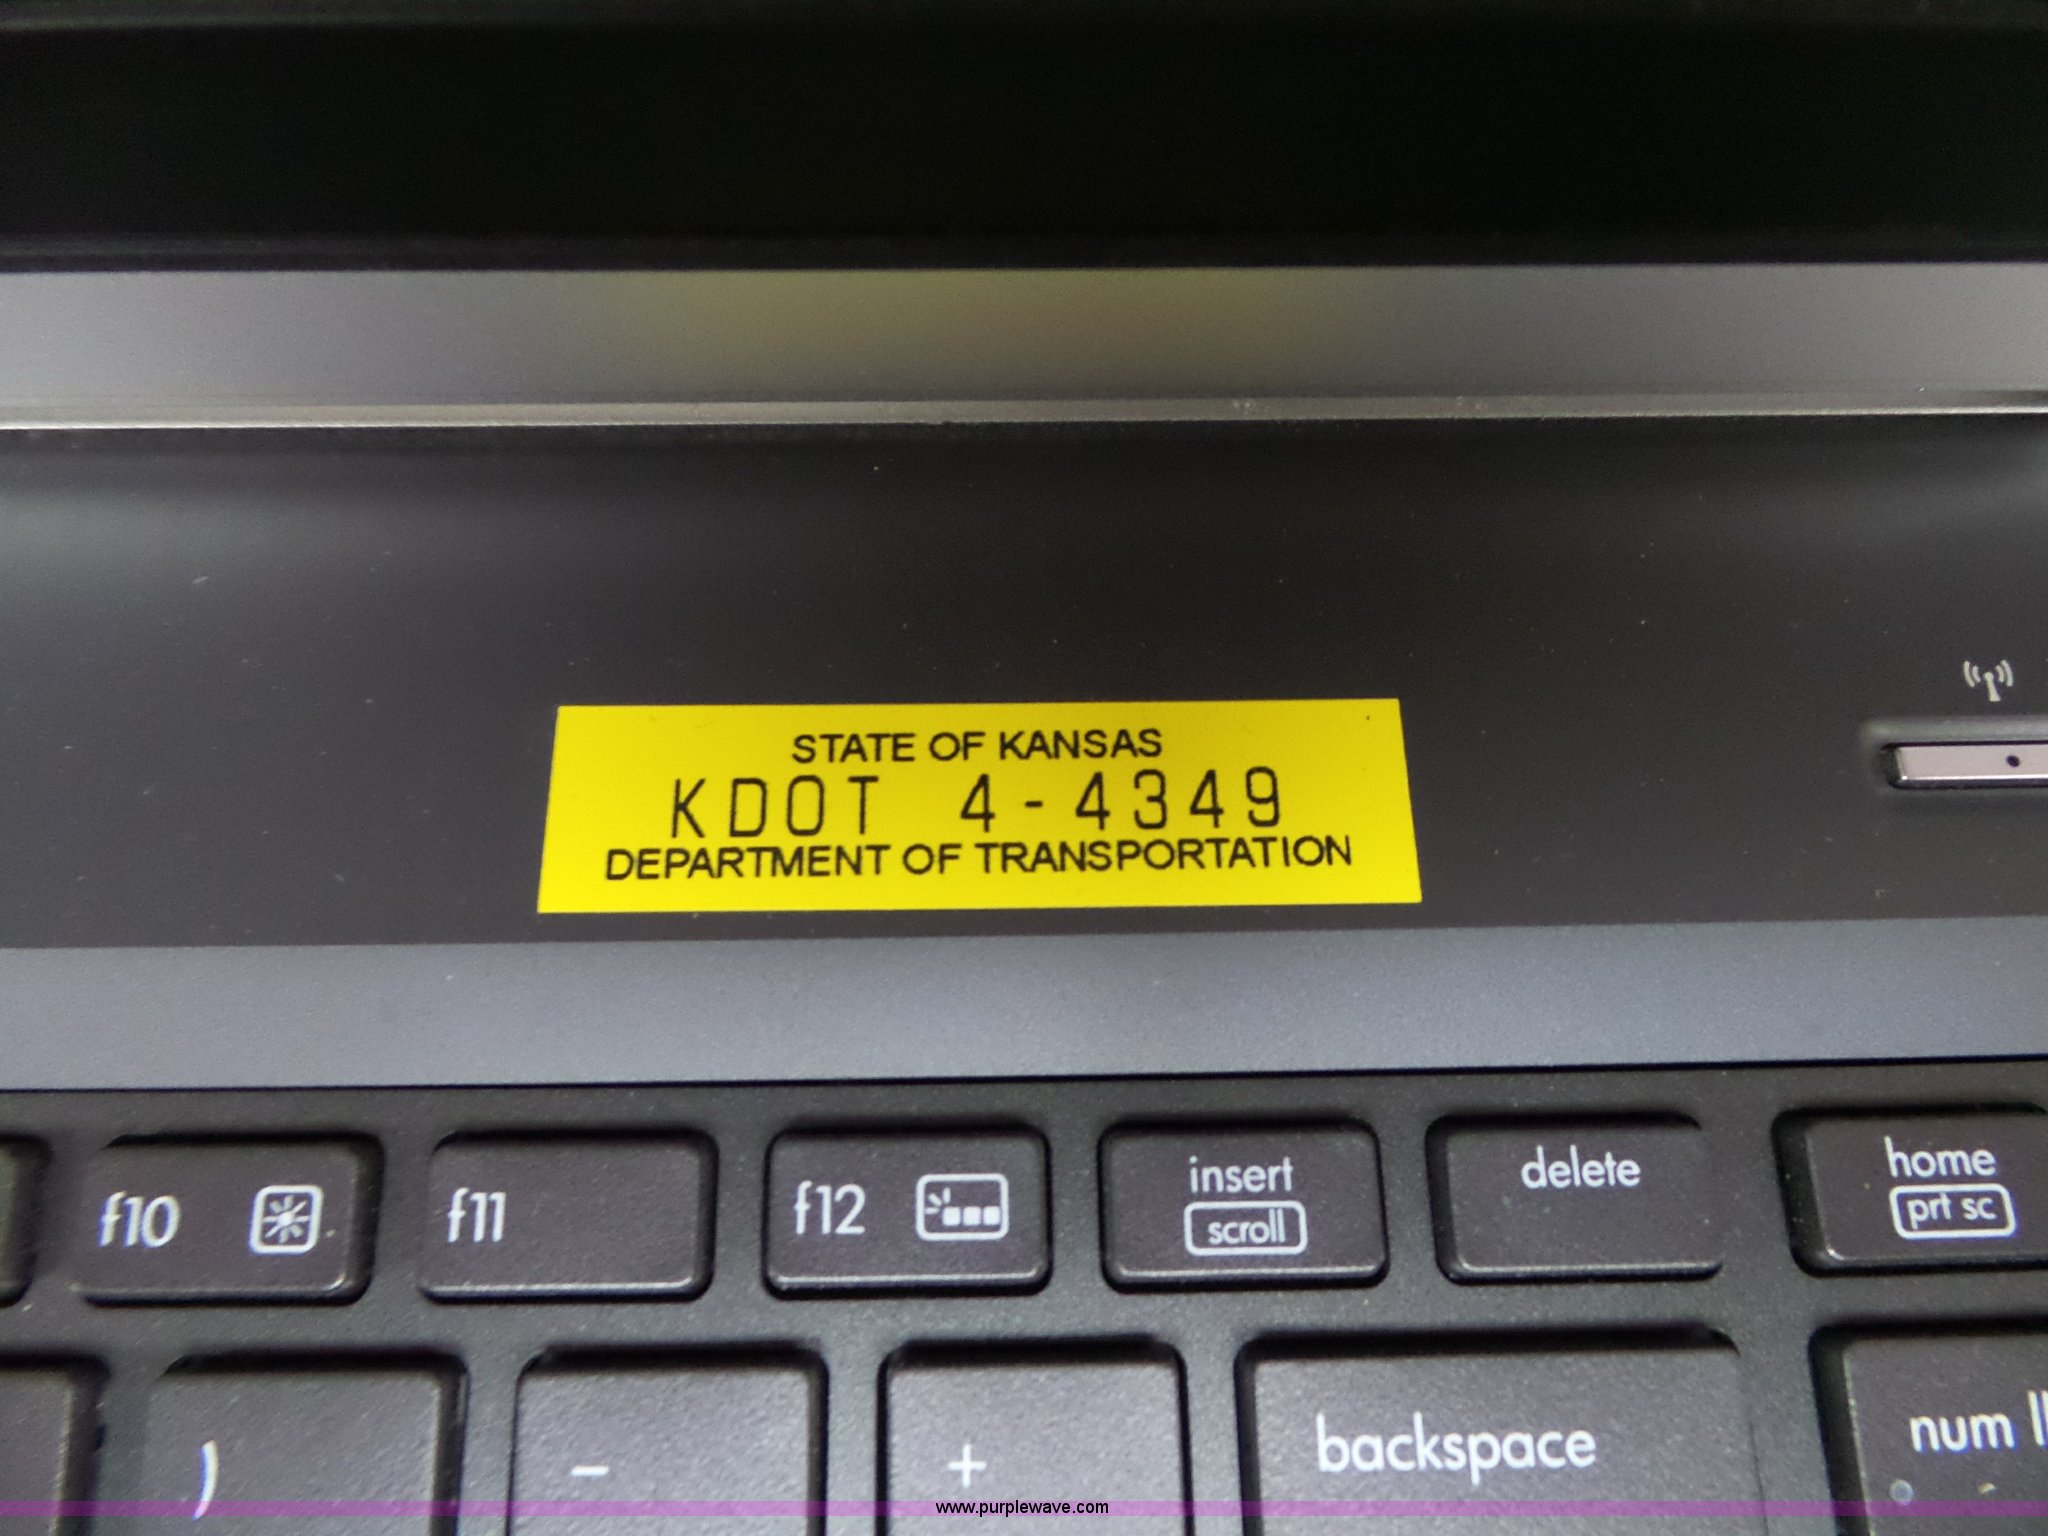 STATE OF KANSAS
KDOT 4-4349
DEPARTMENT OF TRANSPORTATION
f10
f11
f12
insert
scroll
delete
home
prt sc
)
-
+
backspace
num
www.purplewave.com